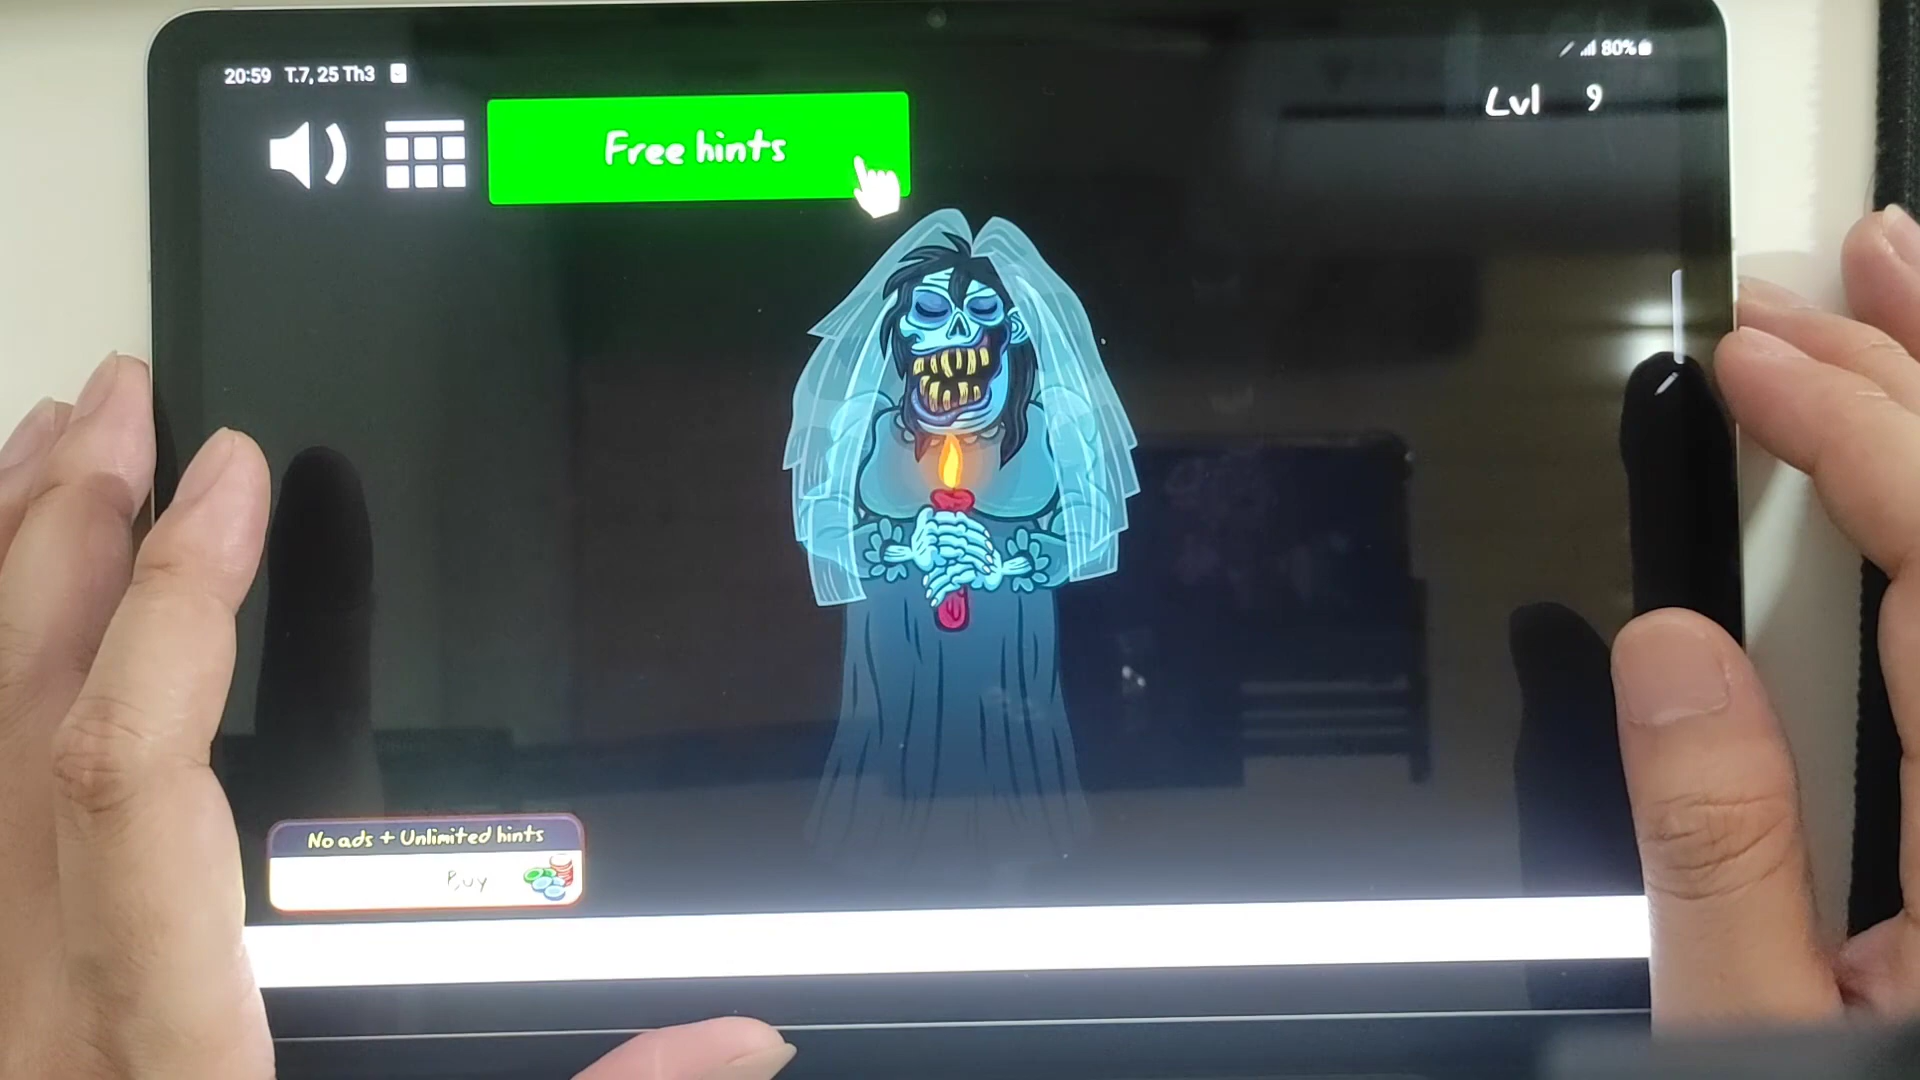 20:59 T.7, 25 Th3
80%
Lvl 9
Free hints
No ads + Unlimited hints
Buy